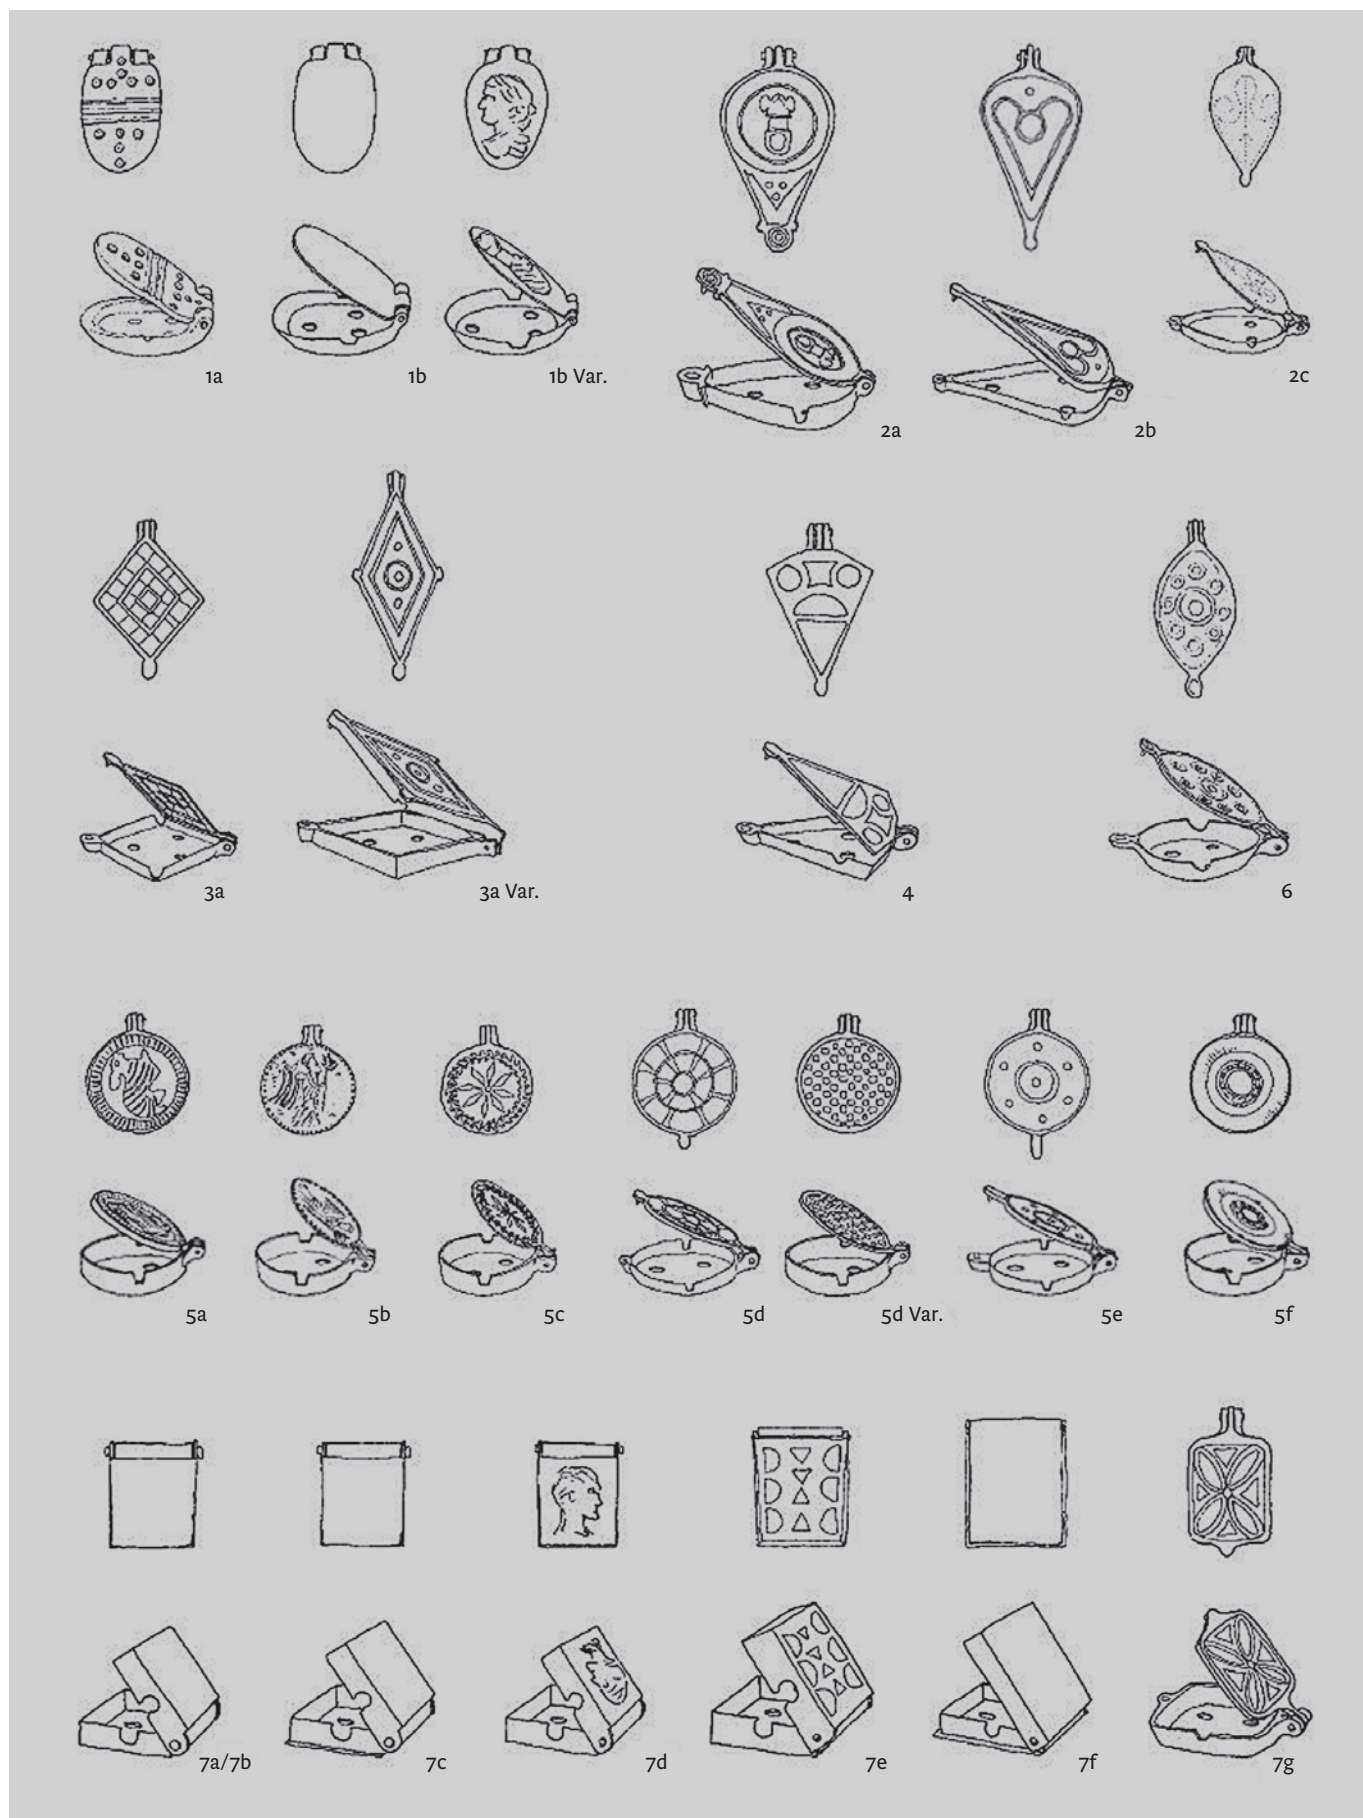 1a 1b 1b Var. 2c
2a 2b
3a 3a Var. 4 6
5a 5b 5c 5d 5d Var. 5e 5f
7a/7b 7c 7d 7e 7f 7g